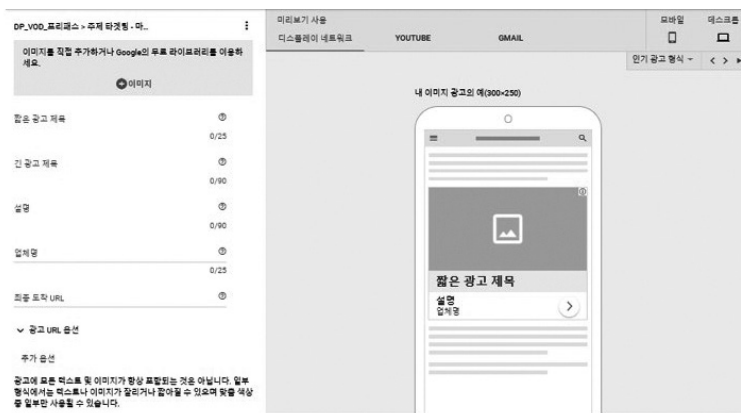 DP_VOD_프리패스 > 주제 타겟팅 - 마...
이미지를 직접 추가하거나 Google의 무료 라이브러리를 이용하
세요.
이미지
짧은 광고 제목
0/25
긴 광고 제목
0/90
설명
0/90
업체명
0/25
최종 도착 URL
광고 URL 옵션
추가 옵션
광고에 모든 텍스트 및 이미지가 항상 포함되는 것은 아닙니다. 일부
형식에서는 텍스트나 이미지가 잘리거나 짧아질 수 있으며 맞춤 색상
중 일부만 사용될 수 있습니다.
미리보기 사용
디스플레이 네트워크 YOUTUBE GMAIL
모바일 데스크톱
인기 광고 형식
내 이미지 광고의 예(300×250)
짧은 광고 제목
설명
업체명